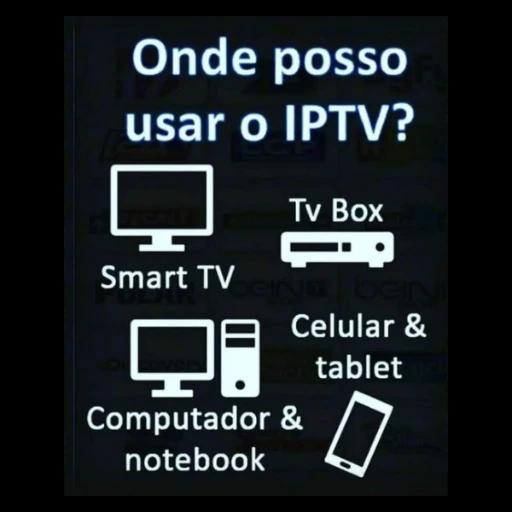 Onde posso
usar o IPTV?
Smart TV
Tv Box
Celular &
tablet
Computador &
notebook